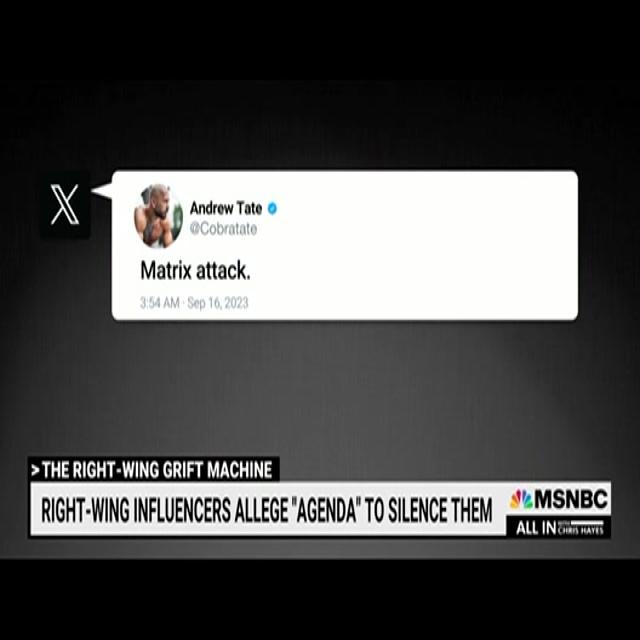 X
Andrew Tate
@Cobratate
Matrix attack.
3:54 AM · Sep 16, 2023
>THE RIGHT-WING GRIFT MACHINE
RIGHT-WING INFLUENCERS ALLEGE "AGENDA" TO SILENCE THEM
MSNBC
ALL IN WITH CHRIS HAYES